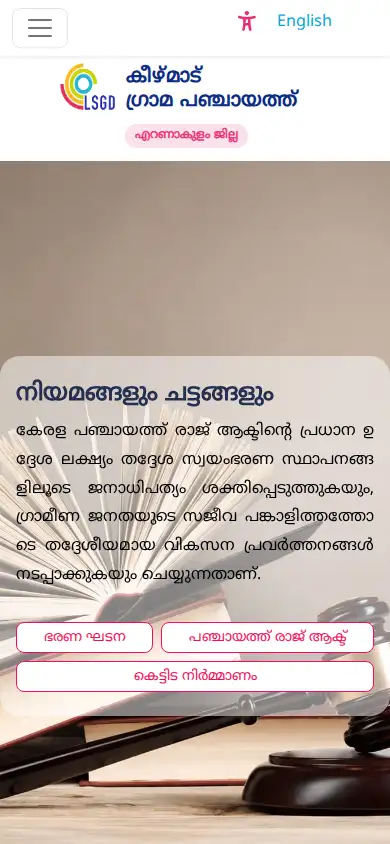 English
LSGD
കീഴ്മാട്
ഗ്രാമ പഞ്ചായത്ത്
എറണാകുളം ജില്ല
നിയമങ്ങളും ചട്ടങ്ങളും
കേരള പഞ്ചായത്ത് രാജ് ആക്ടിന്റെ പ്രധാന ഉ
ദ്ദേശ ലക്ഷ്യം തദ്ദേശ സ്വയംഭരണ സ്ഥാപനങ്ങ
ളിലൂടെ ജനാധിപത്യം ശക്തിപ്പെടുത്തുകയും,
ഗ്രാമീണ ജനതയുടെ സജീവ പങ്കാളിത്തത്തോ
ടെ തദ്ദേശീയമായ വികസന പ്രവർത്തനങ്ങൾ
നടപ്പാക്കുകയും ചെയ്യുന്നതാണ്.
ഭരണ ഘടന
പഞ്ചായത്ത് രാജ് ആക്ട്
കെട്ടിട നിർമ്മാണം